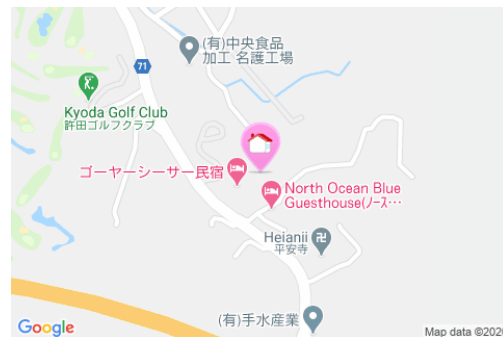 (有)中央食品
加工 名護工場
71
Kyoda Golf Club
許田ゴルフクラブ
ゴーヤーシーサー民宿
North Ocean Blue
Guesthouse(ノース…
Heianji
平安寺
(有)手水産業
Google
Map data ©2020